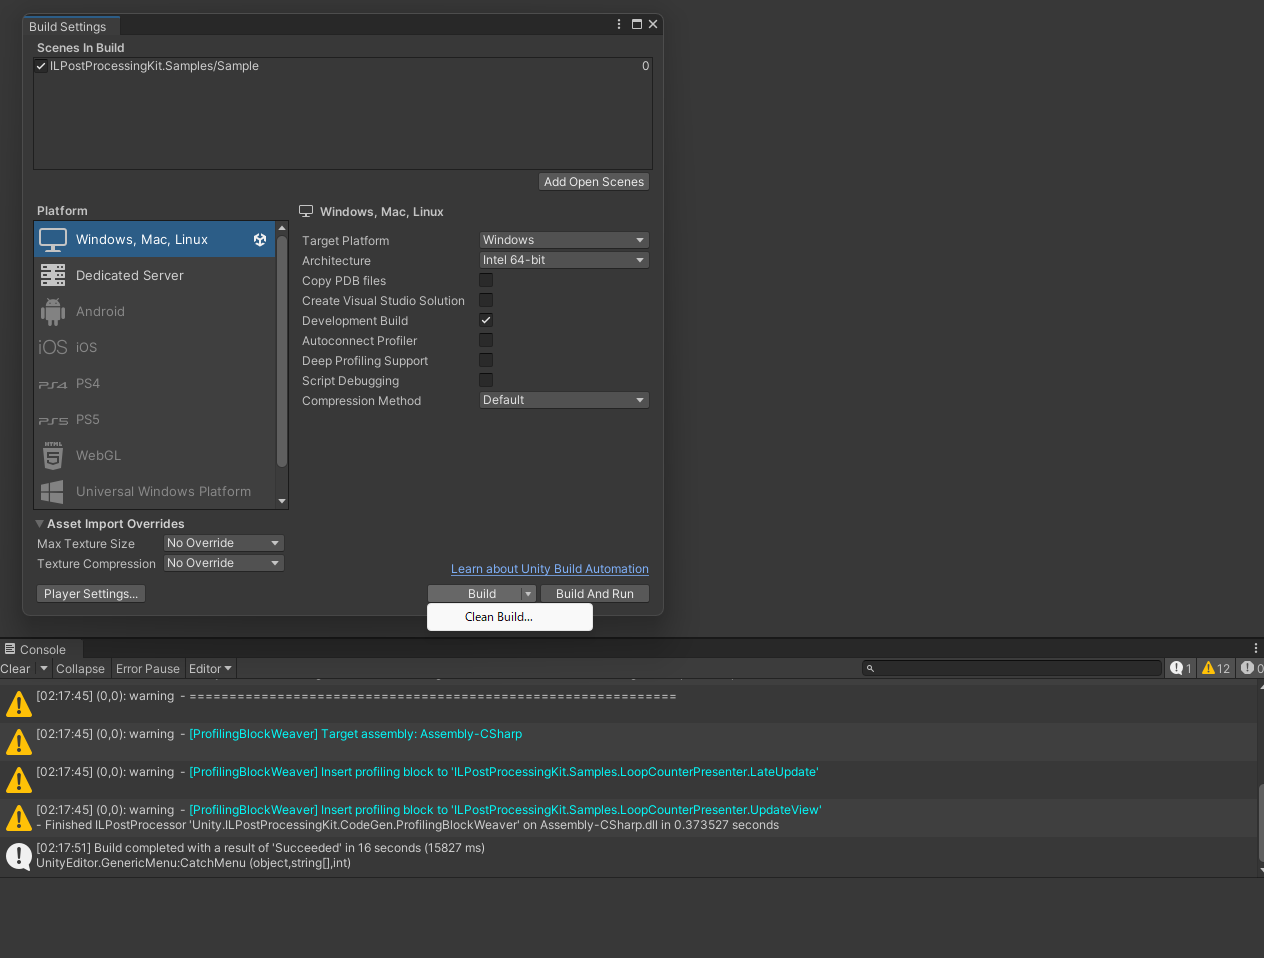 Build Settings
Scenes In Build
ILPostProcessingKit.Samples/Sample 0
Add Open Scenes
Platform
Windows, Mac, Linux
Dedicated Server
Android
iOS iOS
PS4 PS4
PS5 PS5
HTML 5 WebGL
Universal Windows Platform
Windows, Mac, Linux
Target Platform Windows
Architecture Intel 64-bit
Copy PDB files
Create Visual Studio Solution
Development Build
Autoconnect Profiler
Deep Profiling Support
Script Debugging
Compression Method Default
Asset Import Overrides
Max Texture Size No Override
Texture Compression No Override
Learn about Unity Build Automation
Player Settings... Build Build And Run
Clean Build...
Console
Clear Collapse Error Pause Editor 1 12 0
[02:17:45] (0,0): warning - =============================================================
[02:17:45] (0,0): warning - [ProfilingBlockWeaver] Target assembly: Assembly-CSharp
[02:17:45] (0,0): warning - [ProfilingBlockWeaver] Insert profiling block to 'ILPostProcessingKit.Samples.LoopCounterPresenter.LateUpdate'
[02:17:45] (0,0): warning - [ProfilingBlockWeaver] Insert profiling block to 'ILPostProcessingKit.Samples.LoopCounterPresenter.UpdateView'
- Finished ILPostProcessor 'Unity.ILPostProcessingKit.CodeGen.ProfilingBlockWeaver' on Assembly-CSharp.dll in 0.373527 seconds
[02:17:51] Build completed with a result of 'Succeeded' in 16 seconds (15827 ms)
UnityEditor.GenericMenu:CatchMenu (object,string[],int)